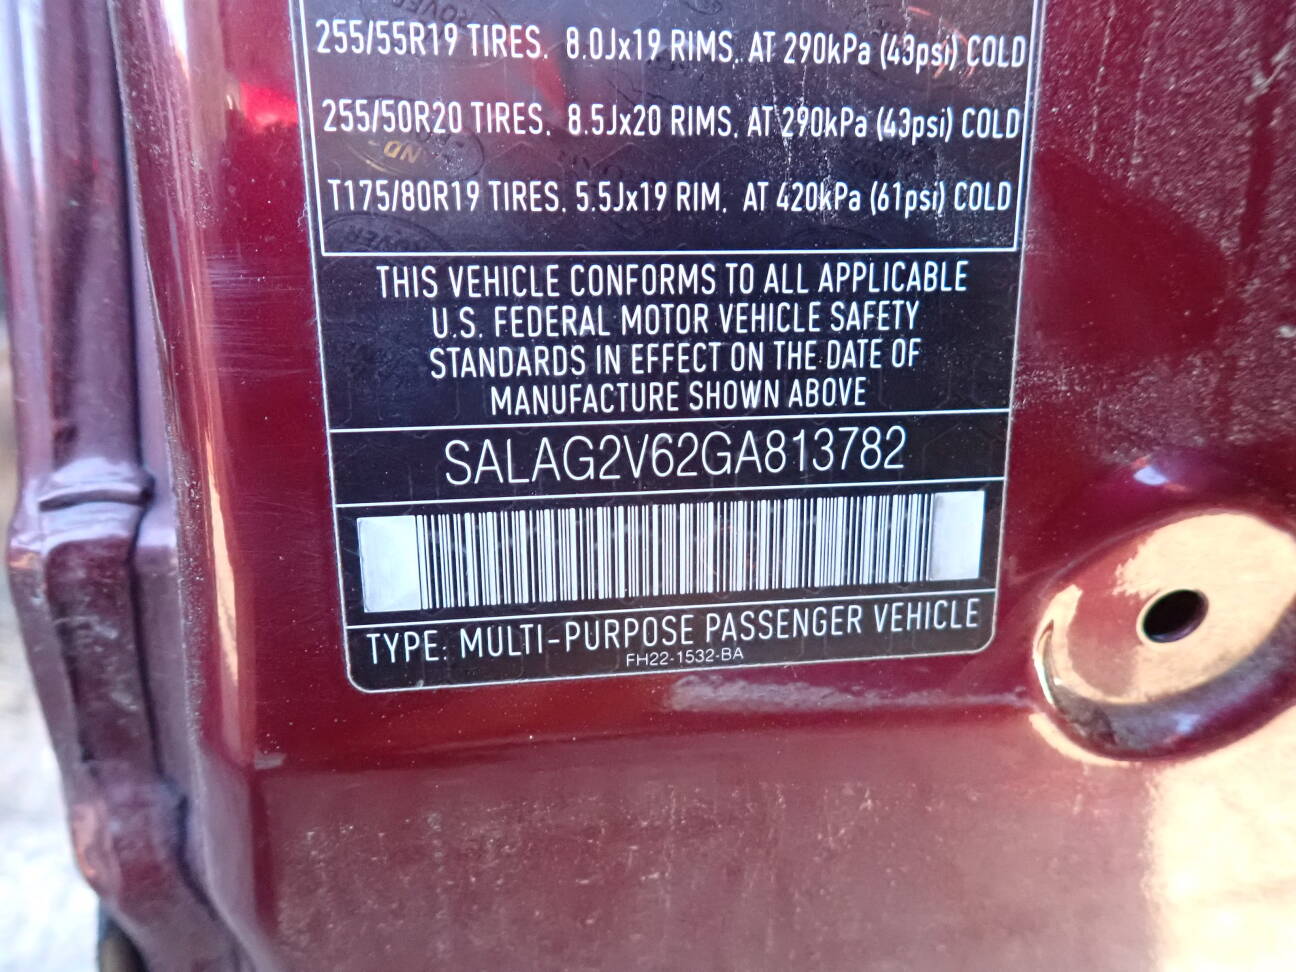 255/55R19 TIRES, 8.0Jx19 RIMS, AT 290kPa (43psi) COLD
255/50R20 TIRES, 8.5Jx20 RIMS, AT 290kPa (43psi) COLD
T175/80R19 TIRES, 5.5Jx19 RIM, AT 420kPa (61psi) COLD
THIS VEHICLE CONFORMS TO ALL APPLICABLE
U.S. FEDERAL MOTOR VEHICLE SAFETY
STANDARDS IN EFFECT ON THE DATE OF
MANUFACTURE SHOWN ABOVE
SALAG2V62GA813782
TYPE: MULTI-PURPOSE PASSENGER VEHICLE
FH22-1532-BA